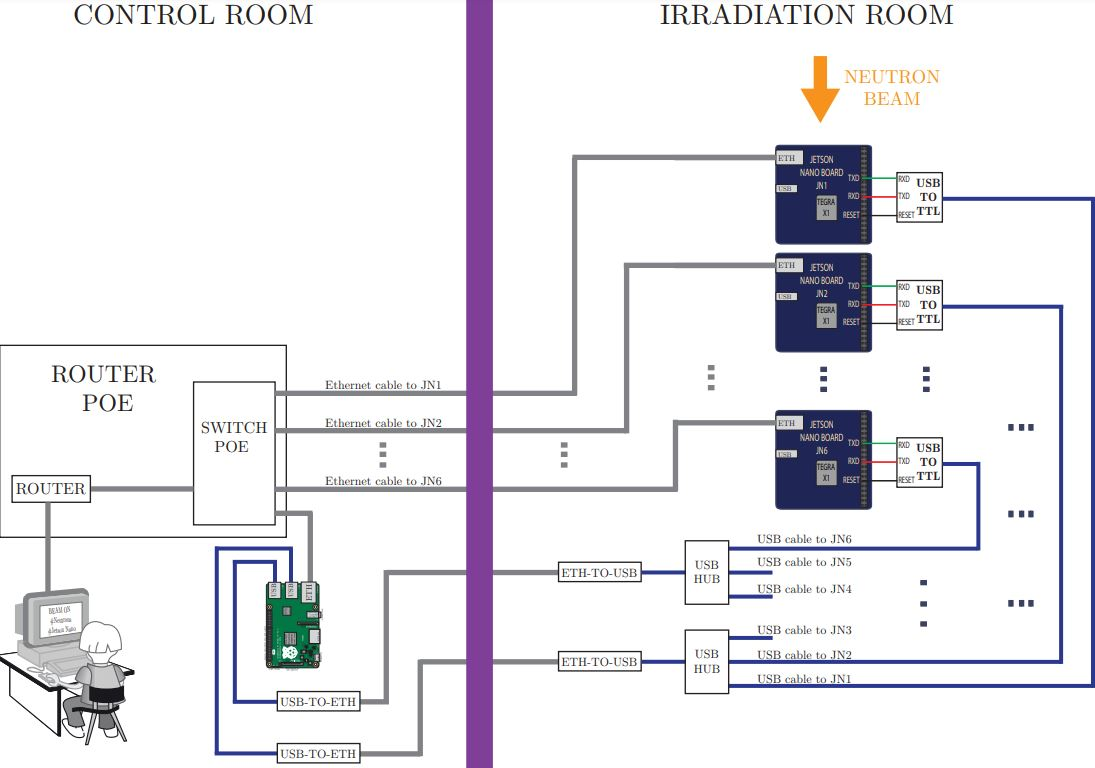 CONTROL ROOM
IRRADIATION ROOM
NEUTRON
BEAM
ETH
JETSON
NANO BOARD
JN1
USB
TEGRA
X1
TXD
RXD
RESET
RXD
TXD
RESET
USB
TO
TTL
ETH
JETSON
NANO BOARD
JN2
USB
TEGRA
X1
TXD
RXD
RESET
RXD
TXD
RESET
USB
TO
TTL
ETH
JETSON
NANO BOARD
JN6
USB
TEGRA
X1
TXD
RXD
RESET
RXD
TXD
RESET
USB
TO
TTL
ROUTER
POE
SWITCH
POE
ROUTER
Ethernet cable to JN1
Ethernet cable to JN2
Ethernet cable to JN6
USB
USB
ETH
BEAM ON
@Neutrons
@Jetson Nano
USB-TO-ETH
USB-TO-ETH
ETH-TO-USB
ETH-TO-USB
USB
HUB
USB cable to JN6
USB cable to JN5
USB cable to JN4
USB
HUB
USB cable to JN3
USB cable to JN2
USB cable to JN1